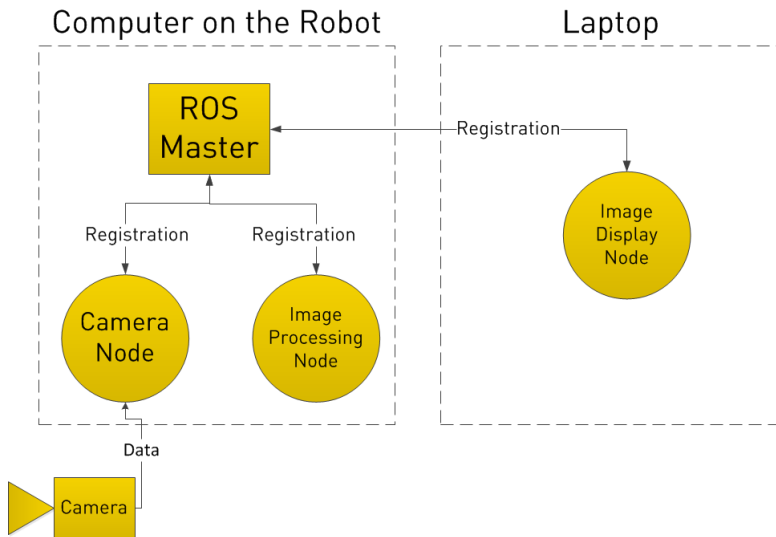 Computer on the Robot
Laptop
ROS
Master
Registration
Registration
Registration
Image
Display
Node
Camera
Node
Image
Processing
Node
Data
Camera